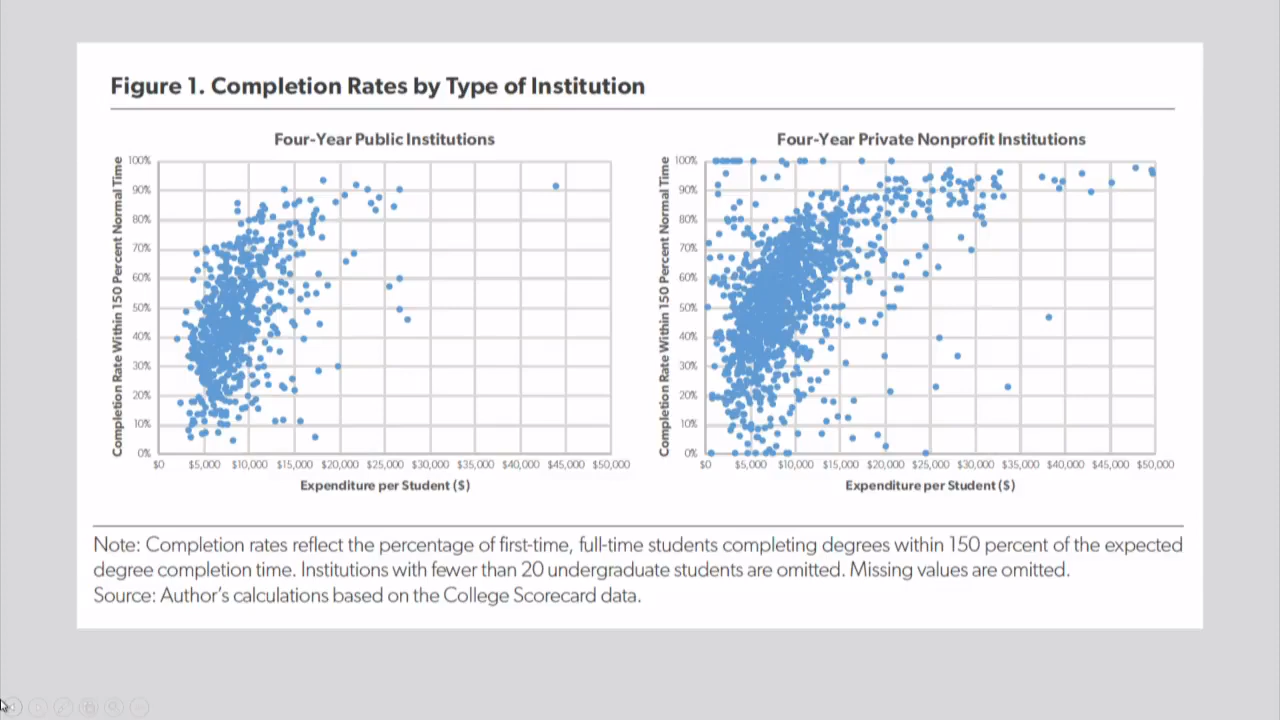 Figure 1. Completion Rates by Type of Institution
Four-Year Public Institutions
Completion Rate Within 150 Percent Normal Time
100%
90%
80%
70%
60%
50%
40%
30%
20%
10%
0%
$0 $5,000 $10,000 $15,000 $20,000 $25,000 $30,000 $35,000 $40,000 $45,000 $50,000
Expenditure per Student ($)
Four-Year Private Nonprofit Institutions
Completion Rate Within 150 Percent Normal Time
100%
90%
80%
70%
60%
50%
40%
30%
20%
10%
0%
$0 $5,000 $10,000 $15,000 $20,000 $25,000 $30,000 $35,000 $40,000 $45,000 $50,000
Expenditure per Student ($)
Note: Completion rates reflect the percentage of first-time, full-time students completing degrees within 150 percent of the expected
degree completion time. Institutions with fewer than 20 undergraduate students are omitted. Missing values are omitted.
Source: Author's calculations based on the College Scorecard data.